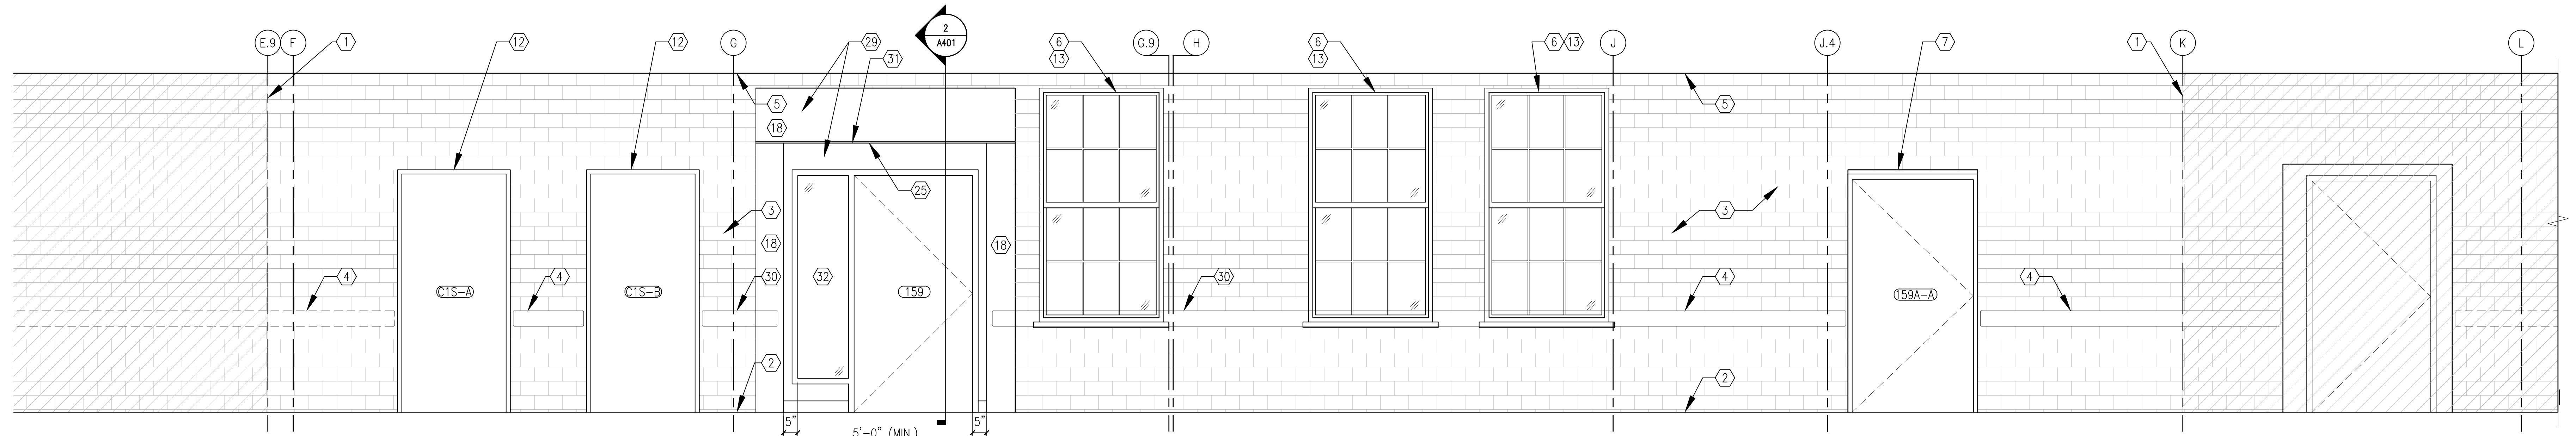 E.9 F 1 12 12 G 29 2 6 G.9 H 6 6 13 J J.4 7 1 K L
A401
13 13
31
5 5
18
25
3 3
18 18
4 4 30 32 30 4 4
C1S-A C1S-B 159 159A-A
2 2
5" 5"
5'-0" (MIN.)